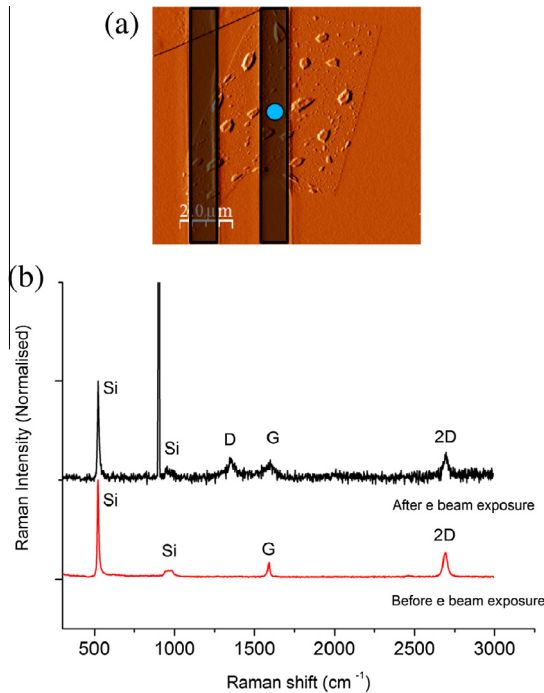 (a)
2.0 µm
(b)
Raman Intensity (Normalised)
Si
Si
D
G
2D
After e beam exposure
Si
Si
G
2D
Before e beam exposure
500 1000 1500 2000 2500 3000
Raman shift (cm⁻¹)